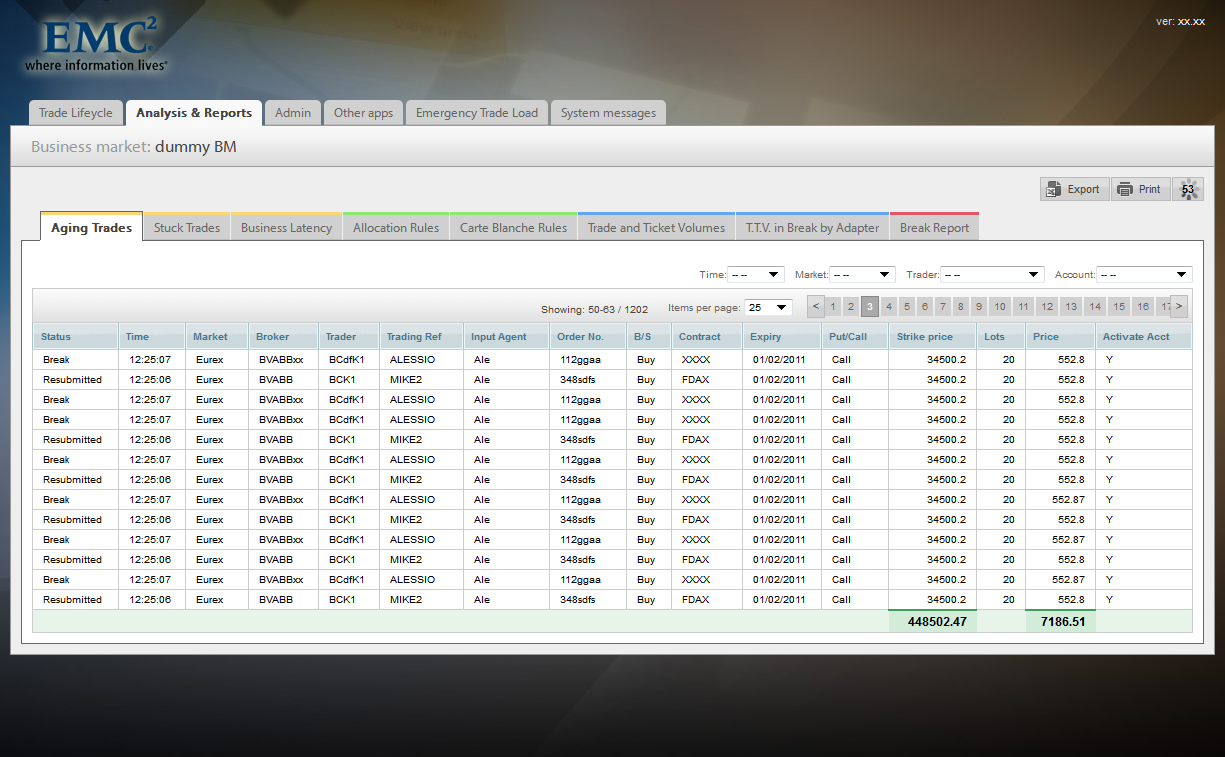 EMC²
where information lives®
ver: xx.xx
Trade Lifeycle Analysis & Reports Admin Other apps Emergency Trade Load System messages
Business market: dummy BM
Export Print 53
Aging Trades Stuck Trades Business Latency Allocation Rules Carte Blanche Rules Trade and Ticket Volumes T.T.V. in Break by Adapter Break Report
Time: -- -- Market: -- -- Trader: -- -- Account: -- --
Showing: 50-63 / 1202 Items per page: 25 < 1 2 3 4 5 6 7 8 9 10 11 12 13 14 15 16 17 >
Status Time Market Broker Trader Trading Ref Input Agent Order No. B/S Contract Expiry Put/Call Strike price Lots Price Activate Acct
Break 12:25:07 Eurex BVABBxx BCdfK1 ALESSIO Ale 112ggaa Buy XXXX 01/02/2011 Call 34500.2 20 552.8 Y
Resubmitted 12:25:06 Eurex BVABB BCK1 MIKE2 Ale 348sdfs Buy FDAX 01/02/2011 Call 34500.2 20 552.8 Y
Break 12:25:07 Eurex BVABBxx BCdfK1 ALESSIO Ale 112ggaa Buy XXXX 01/02/2011 Call 34500.2 20 552.8 Y
Break 12:25:07 Eurex BVABBxx BCdfK1 ALESSIO Ale 112ggaa Buy XXXX 01/02/2011 Call 34500.2 20 552.8 Y
Resubmitted 12:25:06 Eurex BVABB BCK1 MIKE2 Ale 348sdfs Buy FDAX 01/02/2011 Call 34500.2 20 552.8 Y
Break 12:25:07 Eurex BVABBxx BCdfK1 ALESSIO Ale 112ggaa Buy XXXX 01/02/2011 Call 34500.2 20 552.8 Y
Resubmitted 12:25:06 Eurex BVABB BCK1 MIKE2 Ale 348sdfs Buy FDAX 01/02/2011 Call 34500.2 20 552.8 Y
Break 12:25:07 Eurex BVABBxx BCdfK1 ALESSIO Ale 112ggaa Buy XXXX 01/02/2011 Call 34500.2 20 552.87 Y
Resubmitted 12:25:06 Eurex BVABB BCK1 MIKE2 Ale 348sdfs Buy FDAX 01/02/2011 Call 34500.2 20 552.8 Y
Break 12:25:07 Eurex BVABBxx BCdfK1 ALESSIO Ale 112ggaa Buy XXXX 01/02/2011 Call 34500.2 20 552.87 Y
Resubmitted 12:25:06 Eurex BVABB BCK1 MIKE2 Ale 348sdfs Buy FDAX 01/02/2011 Call 34500.2 20 552.8 Y
Break 12:25:07 Eurex BVABBxx BCdfK1 ALESSIO Ale 112ggaa Buy XXXX 01/02/2011 Call 34500.2 20 552.87 Y
Resubmitted 12:25:06 Eurex BVABB BCK1 MIKE2 Ale 348sdfs Buy FDAX 01/02/2011 Call 34500.2 20 552.8 Y
448502.47 7186.51